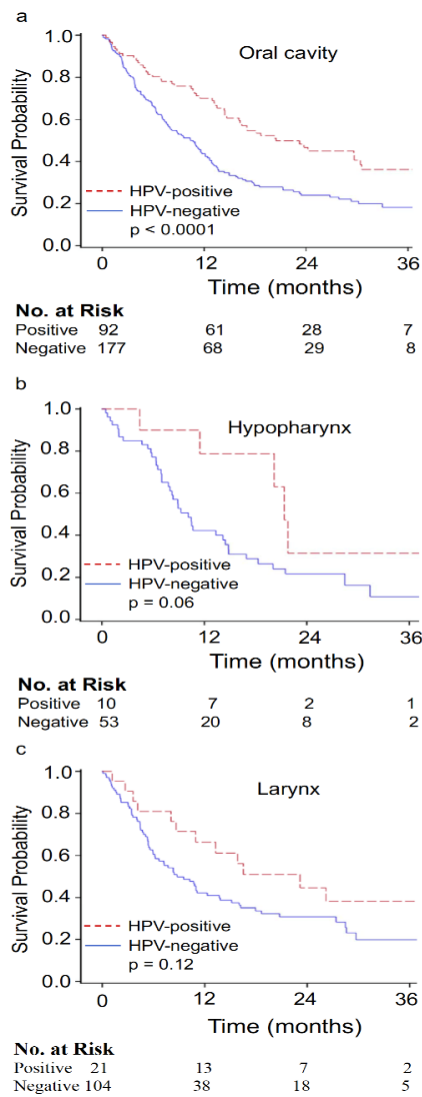 a
Oral cavity
Survival Probability
1.0
0.8
0.6
0.4
0.2
0.0
HPV-positive
HPV-negative
p < 0.0001
0 12 24 36
Time (months)
No. at Risk
Positive 92 61 28 7
Negative 177 68 29 8
b
Hypopharynx
Survival Probability
1.0
0.8
0.6
0.4
0.2
0.0
HPV-positive
HPV-negative
p = 0.06
0 12 24 36
Time (months)
No. at Risk
Positive 10 7 2 1
Negative 53 20 8 2
c
Larynx
Survival Probability
1.0
0.8
0.6
0.4
0.2
0.0
HPV-positive
HPV-negative
p = 0.12
0 12 24 36
Time (months)
No. at Risk
Positive 21 13 7 2
Negative 104 38 18 5